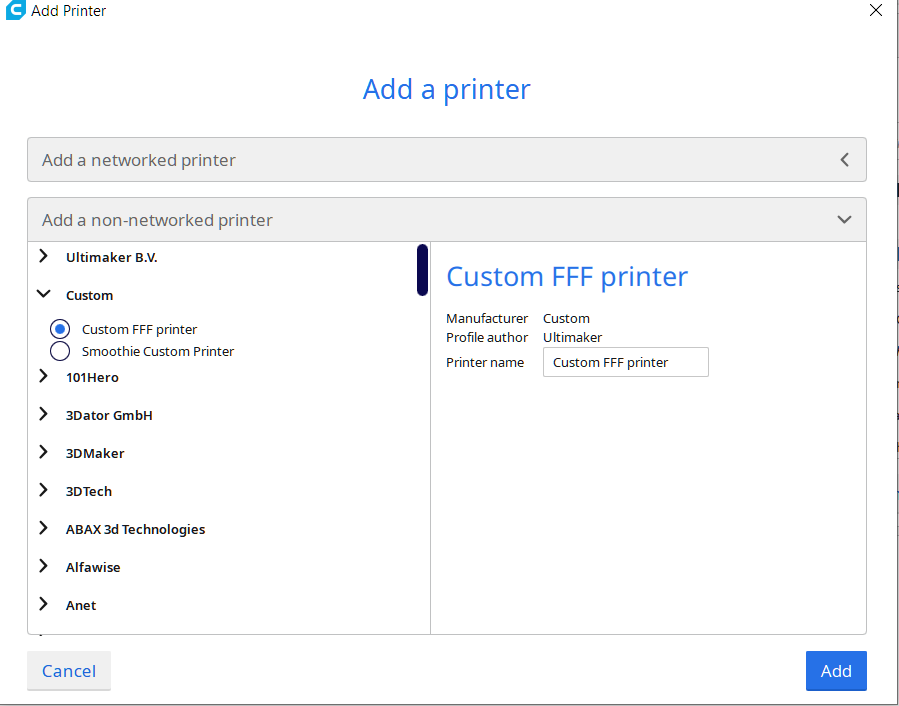 Add Printer
Add a printer
Add a networked printer
Add a non-networked printer
Ultimaker B.V.
Custom
Custom FFF printer
Smoothie Custom Printer
101Hero
3Dator GmbH
3DMaker
3DTech
ABAX 3d Technologies
Alfawise
Anet
Custom FFF printer
Manufacturer Custom
Profile author Ultimaker
Printer name Custom FFF printer
Cancel
Add